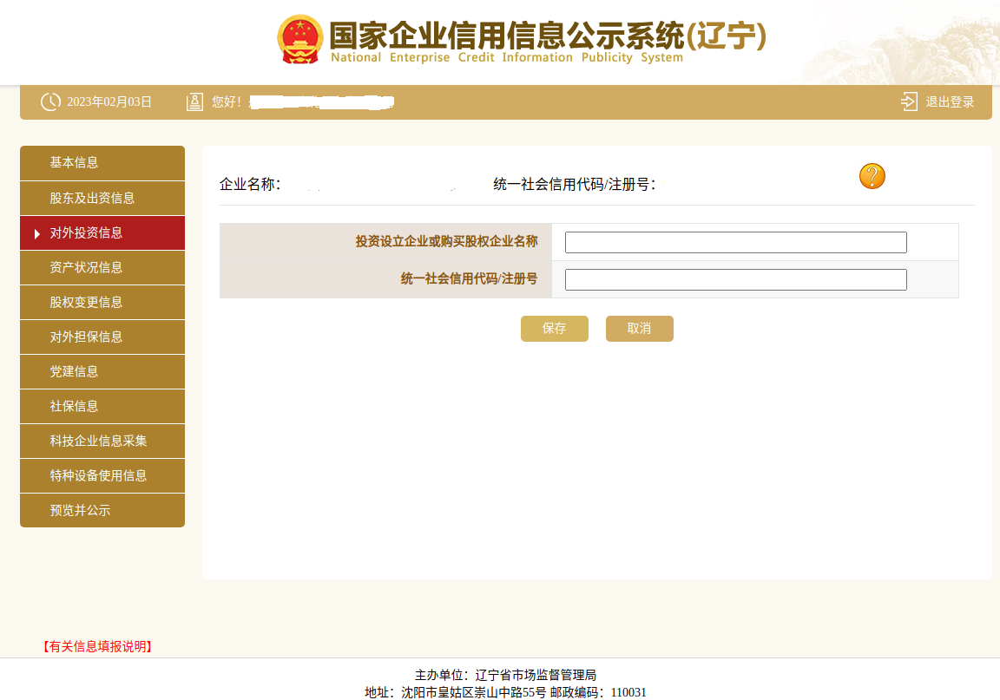 国家企业信用信息公示系统(辽宁)
National Enterprise Credit Information Publicity System
2023年02月03日 您好！ 退出登录
基本信息
股东及出资信息
对外投资信息
资产状况信息
股权变更信息
对外担保信息
党建信息
社保信息
科技企业信息采集
特种设备使用信息
预览并公示
企业名称： 统一社会信用代码/注册号：
投资设立企业或购买股权企业名称
统一社会信用代码/注册号
保存 取消
【有关信息填报说明】
主办单位：辽宁省市场监督管理局
地址：沈阳市皇姑区崇山中路55号 邮政编码：110031